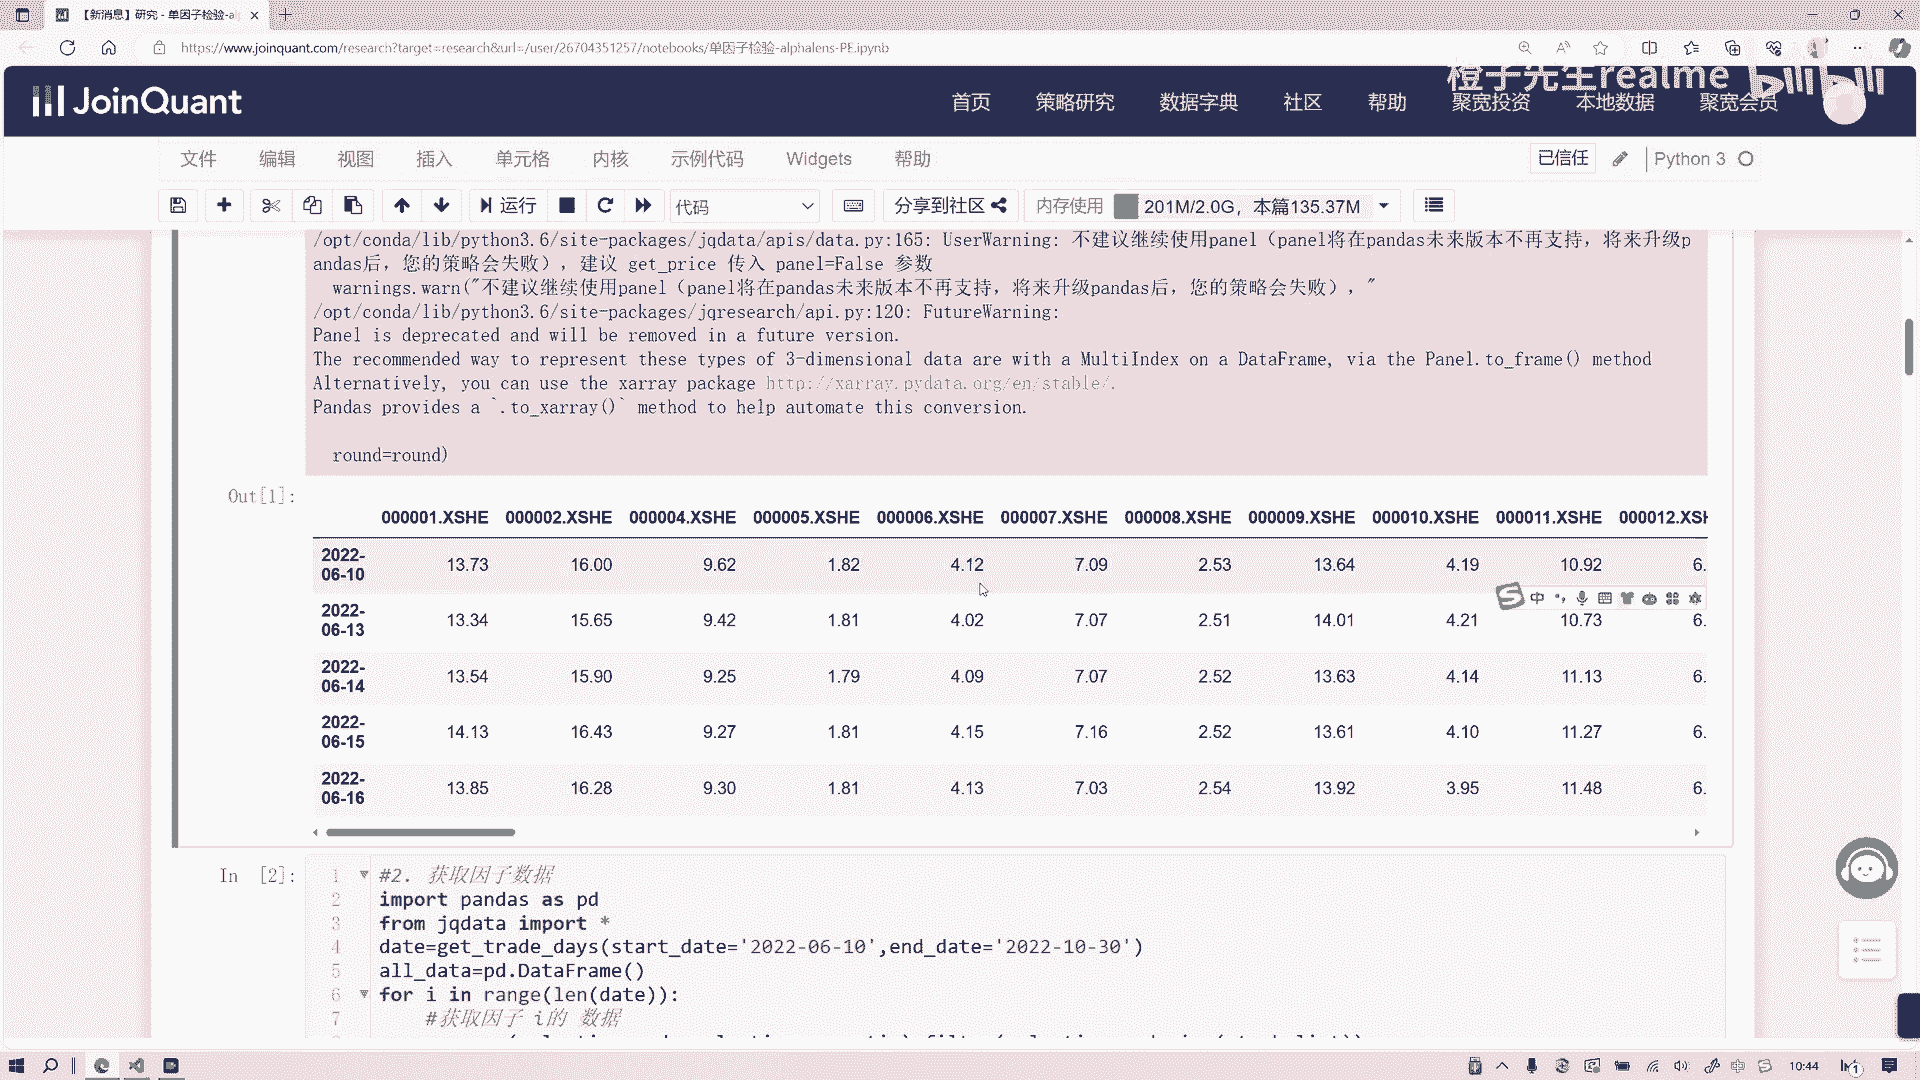 【新消息】研究 - 单因子检验-al
https://www.joinquant.com/research?target=research&url=/user/26704351257/notebooks/单因子检验-alphalens-PE.ipynb
橙子先生realme bilibili
JoinQuant
首页 策略研究 数据字典 社区 帮助 聚宽投资 本地数据 聚宽会员
文件 编辑 视图 插入 单元格 内核 示例代码 Widgets 帮助 已信任 Python 3
运行 代码 分享到社区 内存使用 201M/2.0G，本篇135.37M
/opt/conda/lib/python3.6/site-packages/jqdata/apis/data.py:165: UserWarning: 不建议继续使用panel（panel将在pandas未来版本不再支持，将来升级p
andas后，您的策略会失败），建议 get_price 传入 panel=False 参数
warnings.warn("不建议继续使用panel（panel将在pandas未来版本不再支持，将来升级pandas后，您的策略会失败），"
/opt/conda/lib/python3.6/site-packages/jqresearch/api.py:120: FutureWarning:
Panel is deprecated and will be removed in a future version.
The recommended way to represent these types of 3-dimensional data are with a MultiIndex on a DataFrame, via the Panel.to_frame() method
Alternatively, you can use the xarray package http://xarray.pydata.org/en/stable/.
Pandas provides a `.to_xarray()` method to help automate this conversion.
round=round)
Out[1]:
000001.XSHE 000002.XSHE 000004.XSHE 000005.XSHE 000006.XSHE 000007.XSHE 000008.XSHE 000009.XSHE 000010.XSHE 000011.XSHE 000012.XSH
2022-06-10 13.73 16.00 9.62 1.82 4.12 7.09 2.53 13.64 4.19 10.92 6.
中
2022-06-13 13.34 15.65 9.42 1.81 4.02 7.07 2.51 14.01 4.21 10.73 6.
2022-06-14 13.54 15.90 9.25 1.79 4.09 7.07 2.52 13.63 4.14 11.13 6.
2022-06-15 14.13 16.43 9.27 1.81 4.15 7.16 2.52 13.61 4.10 11.27 6.
2022-06-16 13.85 16.28 9.30 1.81 4.13 7.03 2.54 13.92 3.95 11.48 6.
In [2]:
1 #2. 获取因子数据
2 import pandas as pd
3 from jqdata import *
4 date=get_trade_days(start_date='2022-06-10',end_date='2022-10-30')
5 all_data=pd.DataFrame()
6 for i in range(len(date)):
7 #获取因子 i的 数据
中 10:44